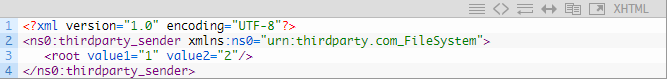 XHTML
1 <?xml version="1.0" encoding="UTF-8"?>
2 <ns0:thirdparty_sender xmlns:ns0="urn:thirdparty.com_FileSystem">
3 <root value1="1" value2="2"/>
4 </ns0:thirdparty_sender>